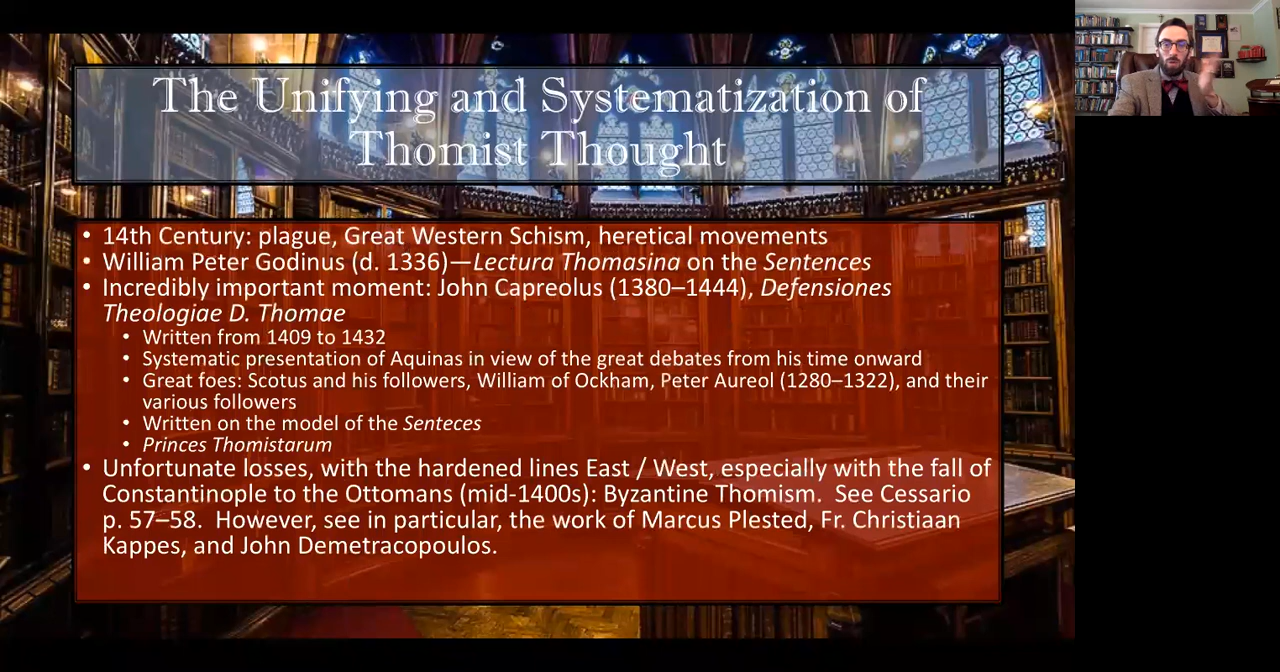 The Unifying and Systematization of
Thomist Thought
• 14th Century: plague, Great Western Schism, heretical movements
• William Peter Godinus (d. 1336)—Lectura Thomasina on the Sentences
• Incredibly important moment: John Capreolus (1380–1444), Defensiones
Theologiae D. Thomae
• Written from 1409 to 1432
• Systematic presentation of Aquinas in view of the great debates from his time onward
• Great foes: Scotus and his followers, William of Ockham, Peter Aureol (1280–1322), and their
various followers
• Written on the model of the Senteces
• Princes Thomistarum
• Unfortunate losses, with the hardened lines East / West, especially with the fall of
Constantinople to the Ottomans (mid-1400s): Byzantine Thomism. See Cessario
p. 57–58. However, see in particular, the work of Marcus Plested, Fr. Christiaan
Kappes, and John Demetracopoulos.